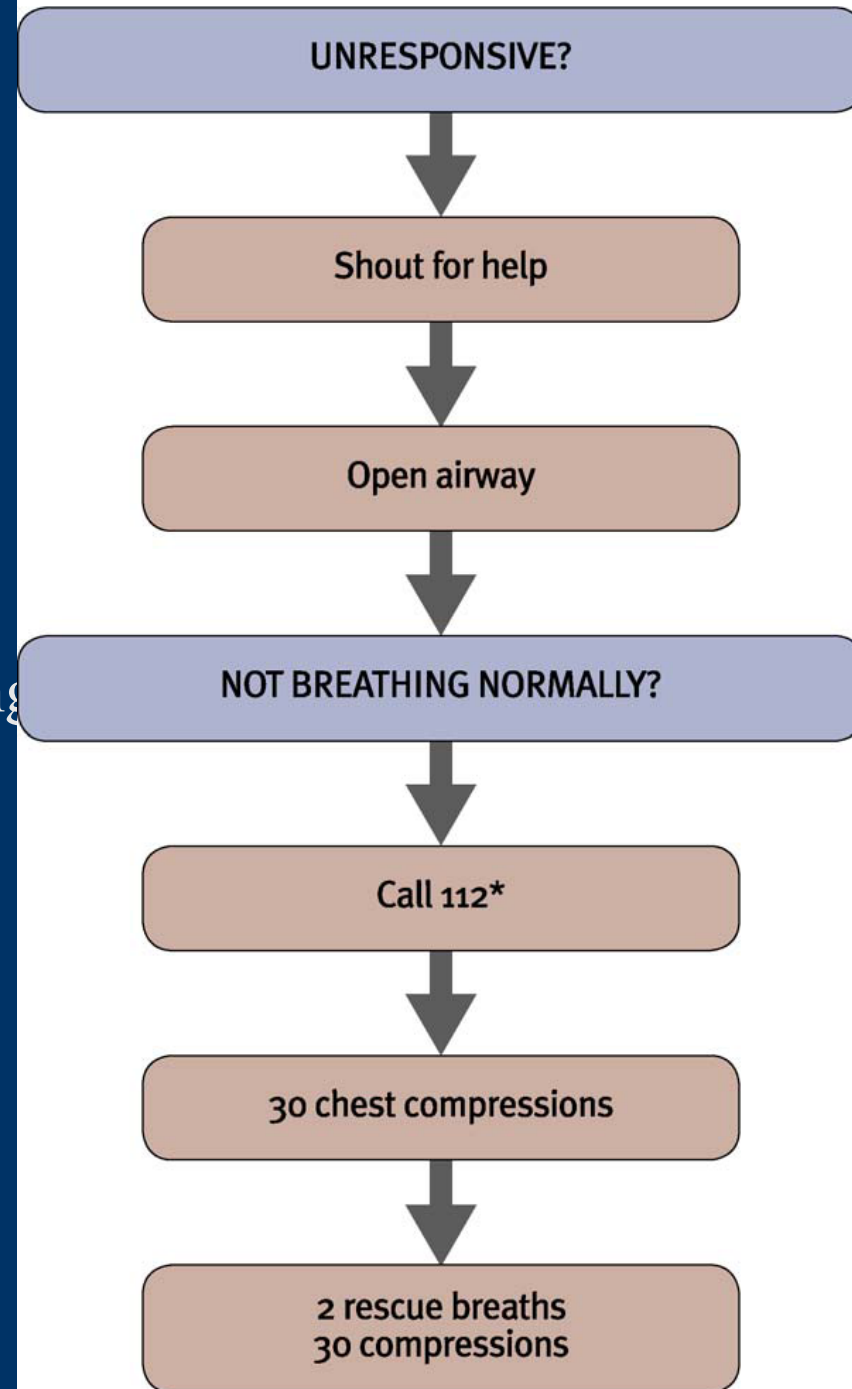 UNRESPONSIVE?
Shout for help
Open airway
NOT BREATHING NORMALLY?
Call 112*
30 chest compressions
2 rescue breaths
30 compressions